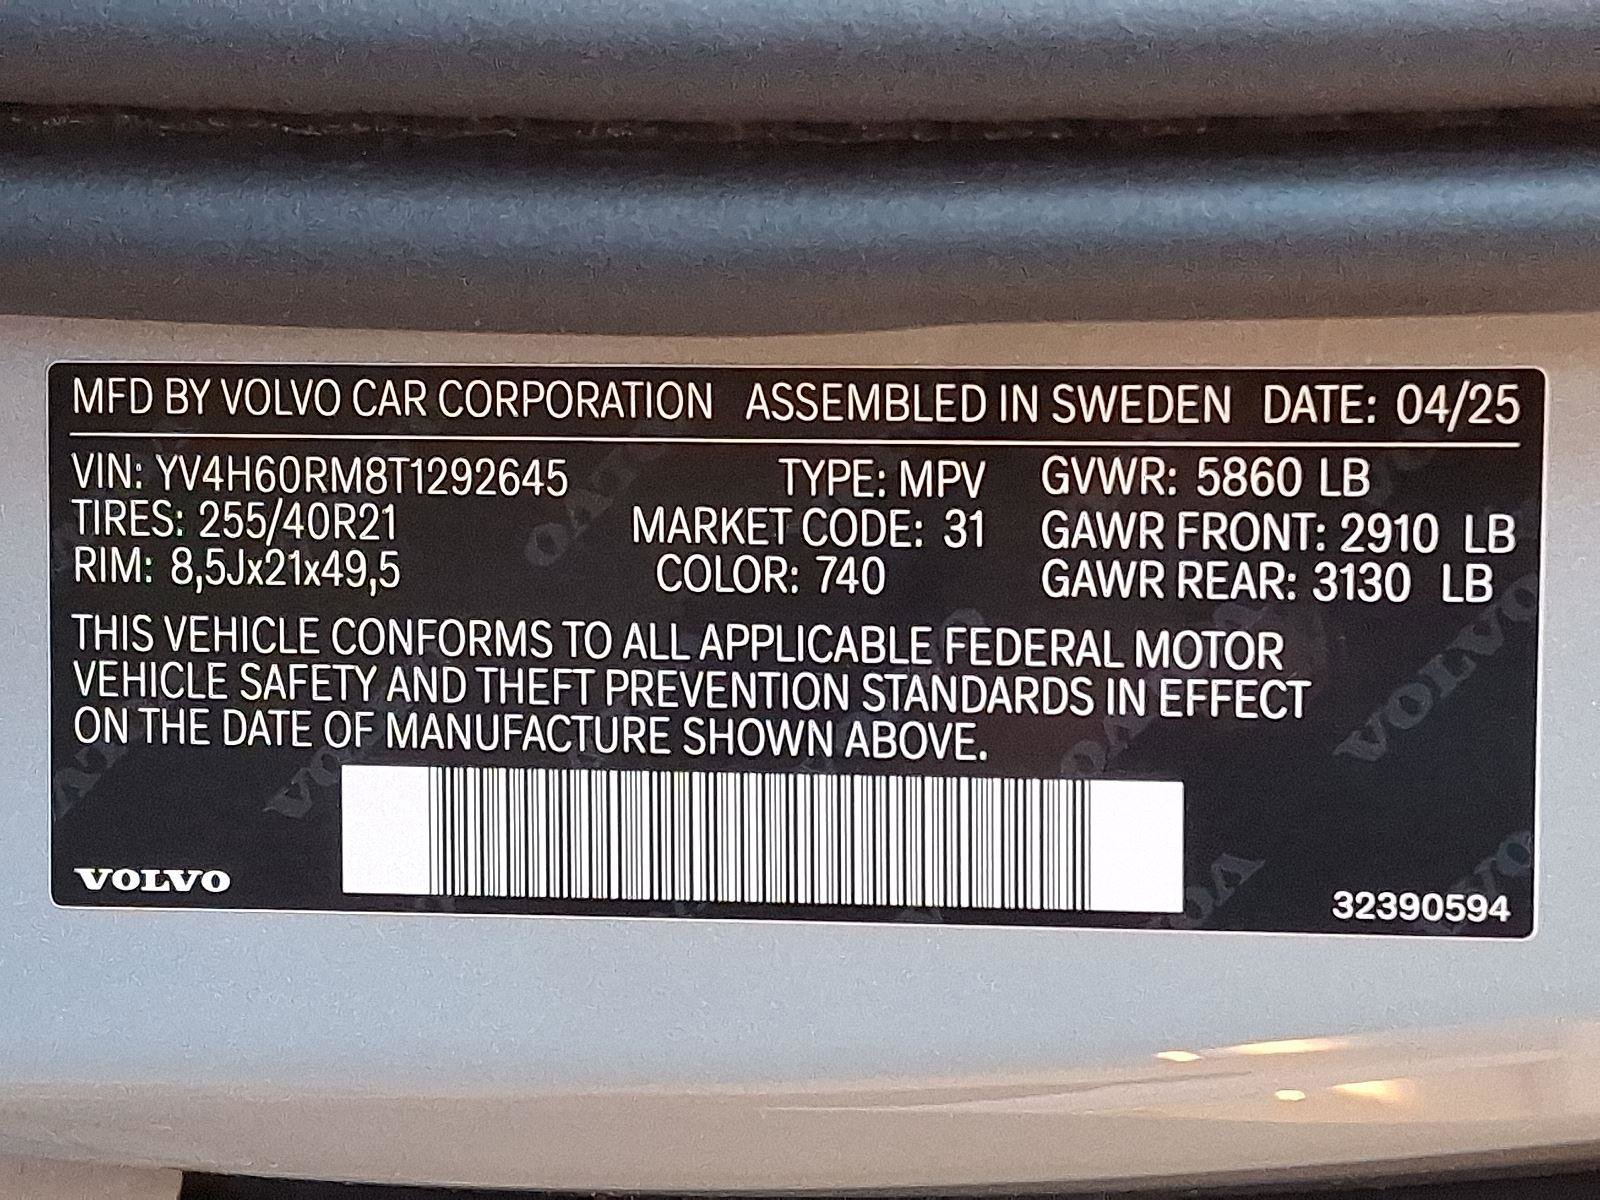 MFD BY VOLVO CAR CORPORATION ASSEMBLED IN SWEDEN DATE: 04/25
VIN: YV4H60RM8T1292645 TYPE: MPV GVWR: 5860 LB
TIRES: 255/40R21 MARKET CODE: 31 GAWR FRONT: 2910 LB
RIM: 8,5Jx21x49,5 COLOR: 740 GAWR REAR: 3130 LB
THIS VEHICLE CONFORMS TO ALL APPLICABLE FEDERAL MOTOR
VEHICLE SAFETY AND THEFT PREVENTION STANDARDS IN EFFECT
ON THE DATE OF MANUFACTURE SHOWN ABOVE.
VOLVO
32390594